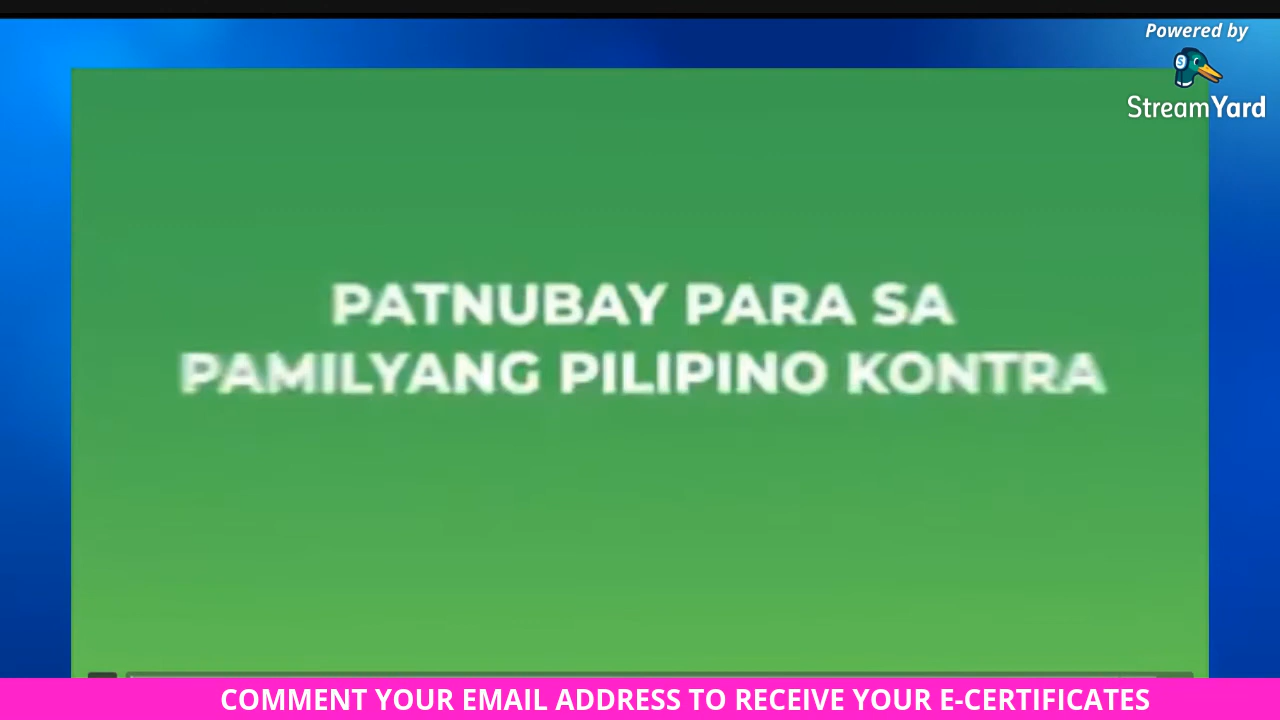 Powered by
StreamYard
PATNUBAY PARA SA
PAMILYANG PILIPINO KONTRA
COMMENT YOUR EMAIL ADDRESS TO RECEIVE YOUR E-CERTIFICATES